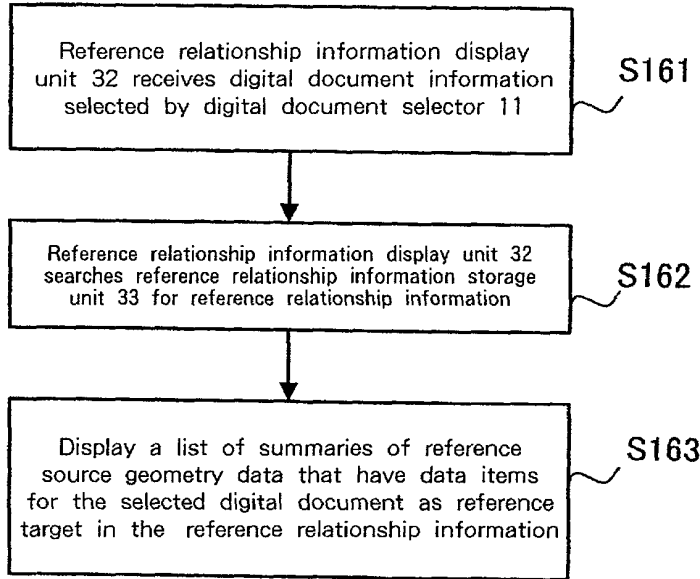 Reference relationship information display
unit 32 receives digital document information
selected by digital document selector 11
S161
Reference relationship information display unit 32
searches reference relationship information storage
unit 33 for reference relationship information
S162
Display a list of summaries of reference
source geometry data that have data items
for the selected digital document as reference
target in the reference relationship information
S163